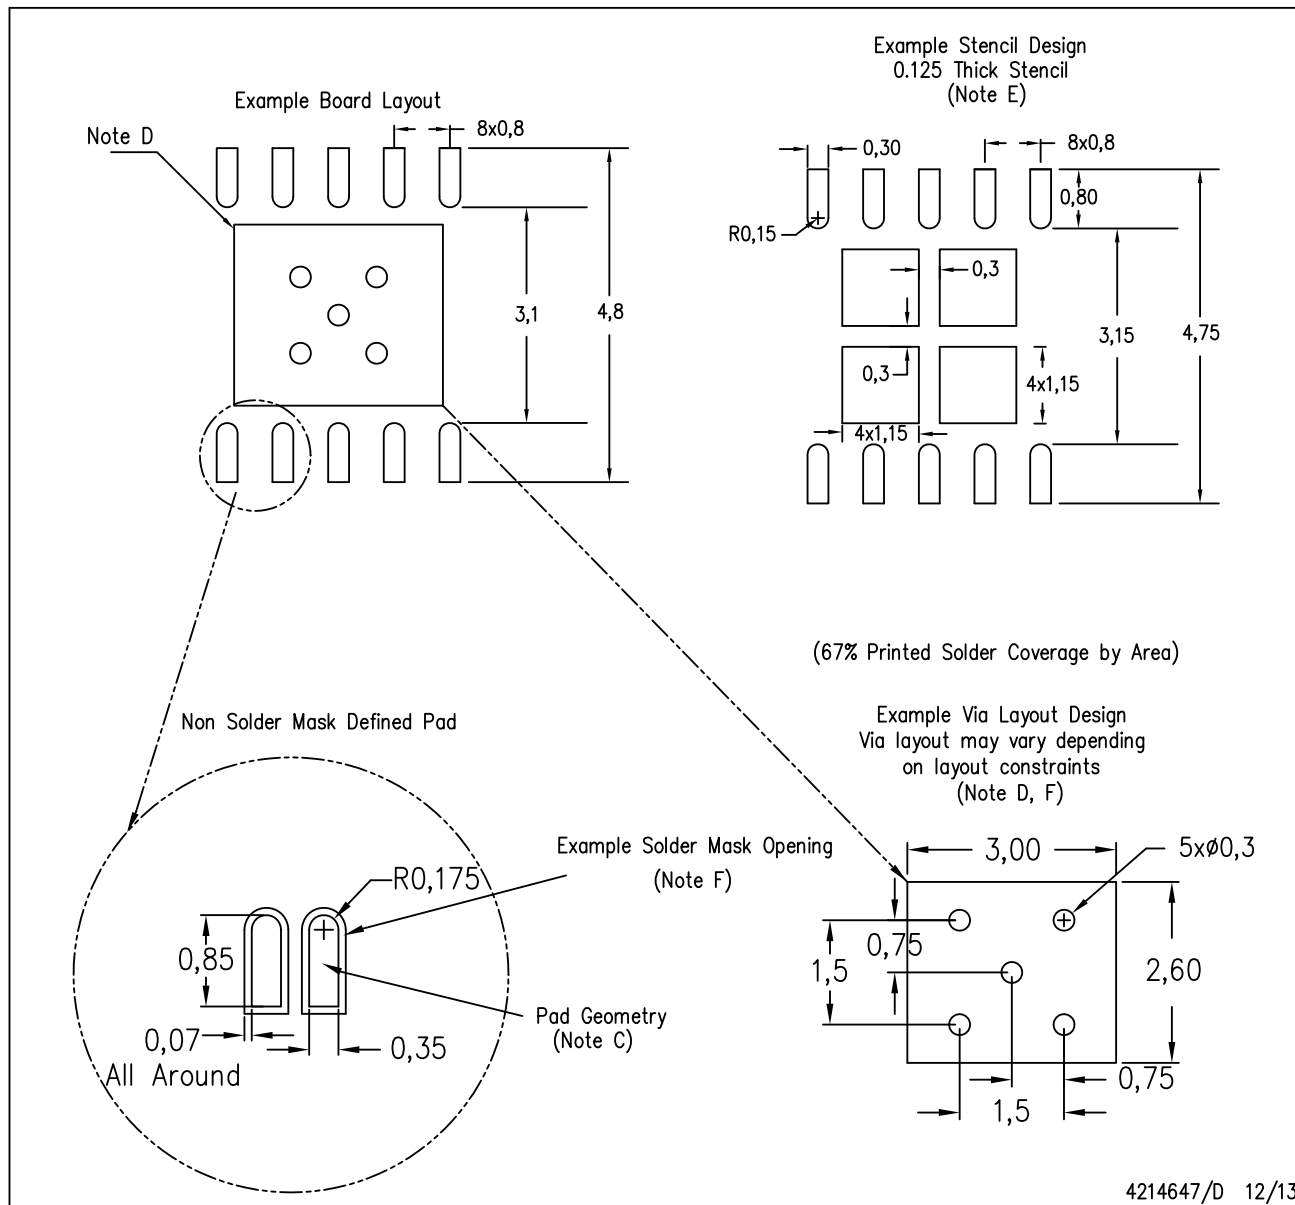 Example Stencil Design
0.125 Thick Stencil
(Note E)
Example Board Layout
Note D
8x0,8
3,1
4,8
0,30
8x0,8
0,80
R0,15
0,3
3,15
4,75
0,3
4x1,15
4x1,15
(67% Printed Solder Coverage by Area)
Non Solder Mask Defined Pad
Example Via Layout Design
Via layout may vary depending
on layout constraints
(Note D, F)
Example Solder Mask Opening
(Note F)
R0,175
0,85
0,07
All Around
0,35
Pad Geometry
(Note C)
3,00
5xø0,3
0,75
1,5
2,60
0,75
1,5
4214647/D 12/13